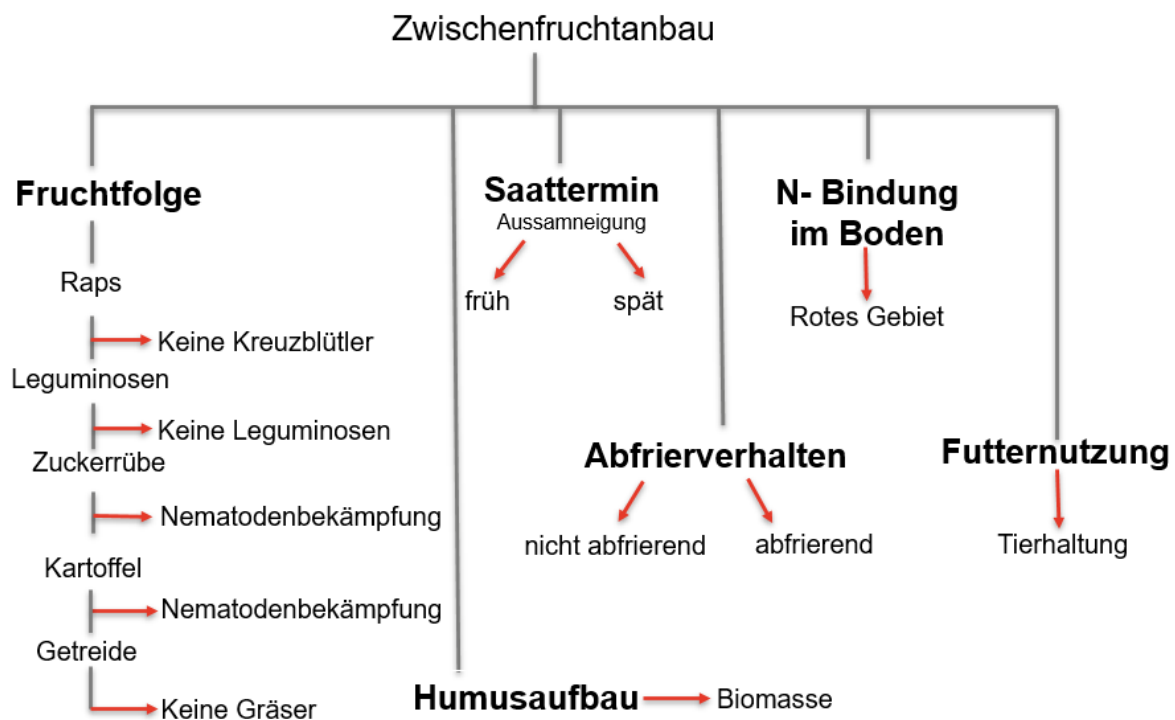 Zwischenfruchtanbau
Fruchtfolge
Raps
Keine Kreuzblütler
Leguminosen
Keine Leguminosen
Zuckerrübe
Nematodenbekämpfung
Kartoffel
Nematodenbekämpfung
Getreide
Keine Gräser
Humusaufbau
Biomasse
Saattermin
Aussamneigung
früh
spät
Abfrierverhalten
nicht abfrierend
abfrierend
N- Bindung
im Boden
Rotes Gebiet
Futternutzung
Tierhaltung